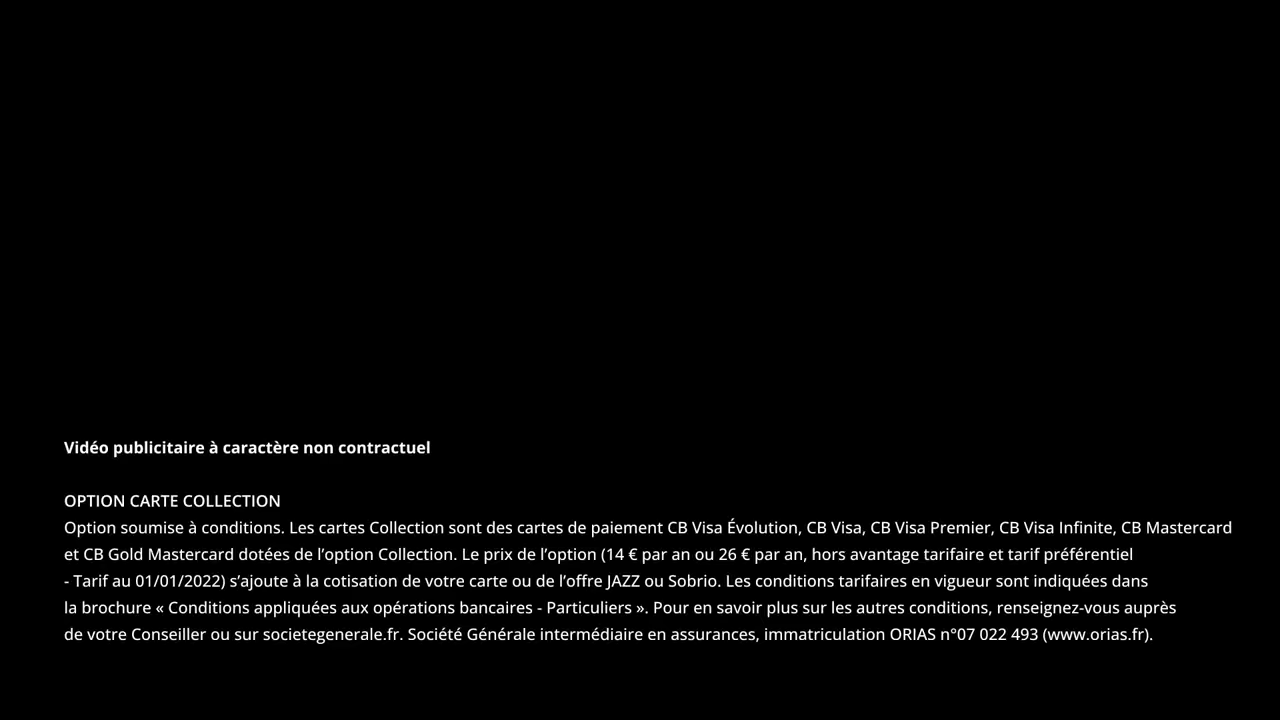 Vidéo publicitaire à caractère non contractuel
OPTION CARTE COLLECTION
Option soumise à conditions. Les cartes Collection sont des cartes de paiement CB Visa Évolution, CB Visa, CB Visa Premier, CB Visa Infinite, CB Mastercard
et CB Gold Mastercard dotées de l’option Collection. Le prix de l’option (14 € par an ou 26 € par an, hors avantage tarifaire et tarif préférentiel
- Tarif au 01/01/2022) s’ajoute à la cotisation de votre carte ou de l’offre JAZZ ou Sobrio. Les conditions tarifaires en vigueur sont indiquées dans
la brochure « Conditions appliquées aux opérations bancaires - Particuliers ». Pour en savoir plus sur les autres conditions, renseignez-vous auprès
de votre Conseiller ou sur societegenerale.fr. Société Générale intermédiaire en assurances, immatriculation ORIAS n°07 022 493 (www.orias.fr).